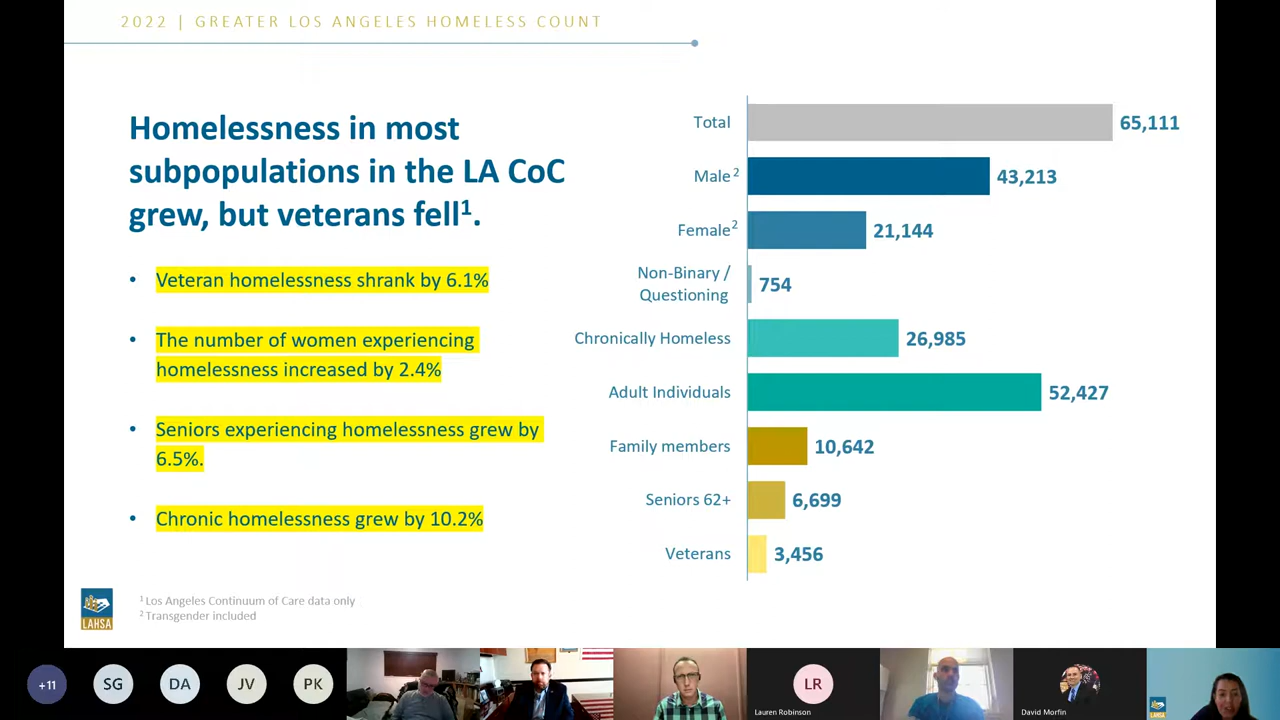 2022 | GREATER LOS ANGELES HOMELESS COUNT
Homelessness in most
subpopulations in the LA CoC
grew, but veterans fell¹.
• Veteran homelessness shrank by 6.1%
• The number of women experiencing
homelessness increased by 2.4%
• Seniors experiencing homelessness grew by
6.5%.
• Chronic homelessness grew by 10.2%
Total 65,111
Male² 43,213
Female² 21,144
Non-Binary /
Questioning 754
Chronically Homeless 26,985
Adult Individuals 52,427
Family members 10,642
Seniors 62+ 6,699
Veterans 3,456
LAHSA
¹ Los Angeles Continuum of Care data only
² Transgender included
+11
SG
DA
JV
PK
LR
Lauren Robinson
David Morfin